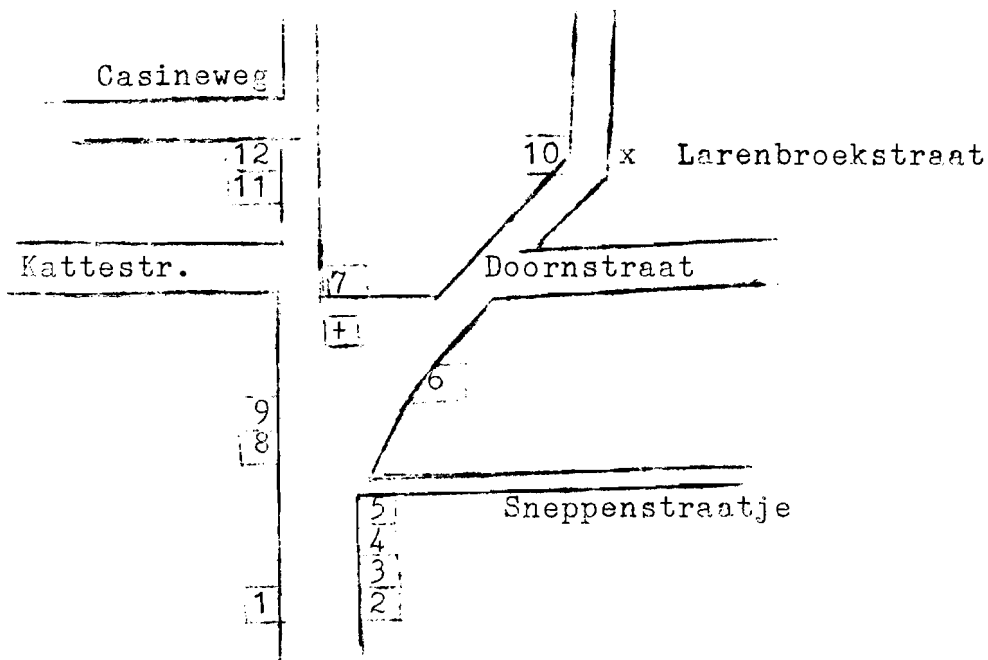 Casineweg
12
10
x Larenbroekstraat
11
Kattestr.
7
Doornstraat
+
6
9
8
5
Sneppenstraatje
4
3
1
2